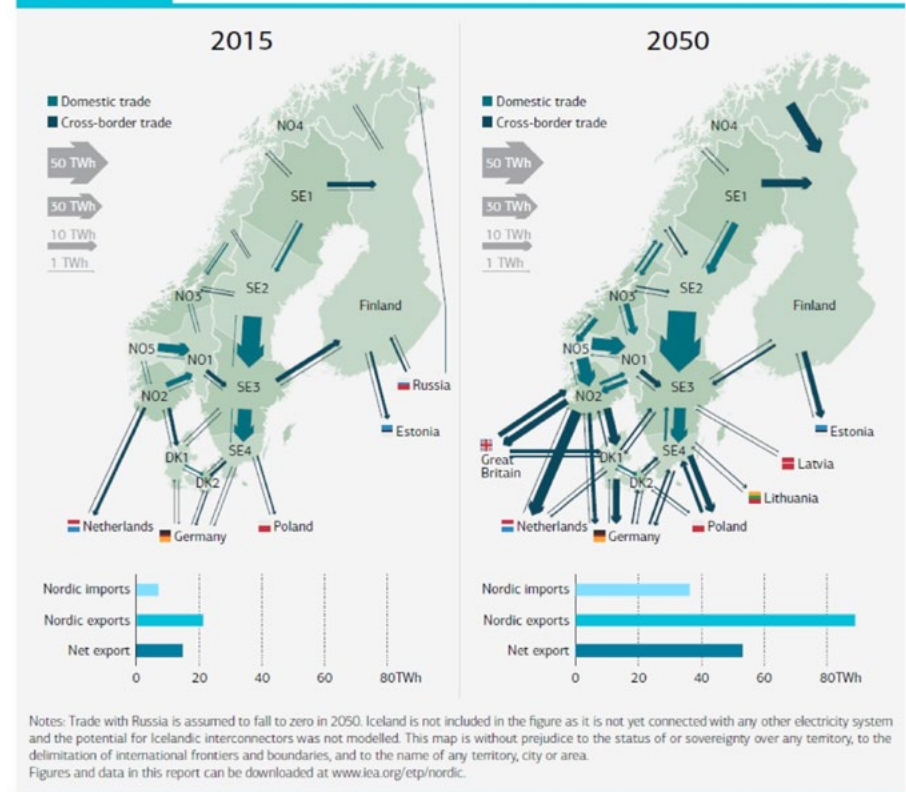 2015
2050
Domestic trade
Cross-border trade
50 TWh
30 TWh
10 TWh
1 TWh
NO4
SE1
SE2
NO3
Finland
NO5
NO1
NO2
SE3
Russia
Estonia
DK1
SE4
DK2
Netherlands
Germany
Poland
Domestic trade
Cross-border trade
50 TWh
30 TWh
10 TWh
1 TWh
NO4
SE1
SE2
NO3
Finland
NO5
NO1
NO2
SE3
Estonia
Great
Britain
DK1
SE4
Latvia
DK2
Lithuania
Netherlands
Germany
Poland
Nordic imports
Nordic exports
Net export
0 20 40 60 80TWh
Nordic imports
Nordic exports
Net export
0 20 40 60 80TWh
Notes: Trade with Russia is assumed to fall to zero in 2050. Iceland is not included in the figure as it is not yet connected with any other electricity system
and the potential for Icelandic interconnectors was not modelled. This map is without prejudice to the status of or sovereignty over any territory, to the
delimitation of international frontiers and boundaries, and to the name of any territory, city or area.
Figures and data in this report can be downloaded at www.iea.org/etp/nordic.